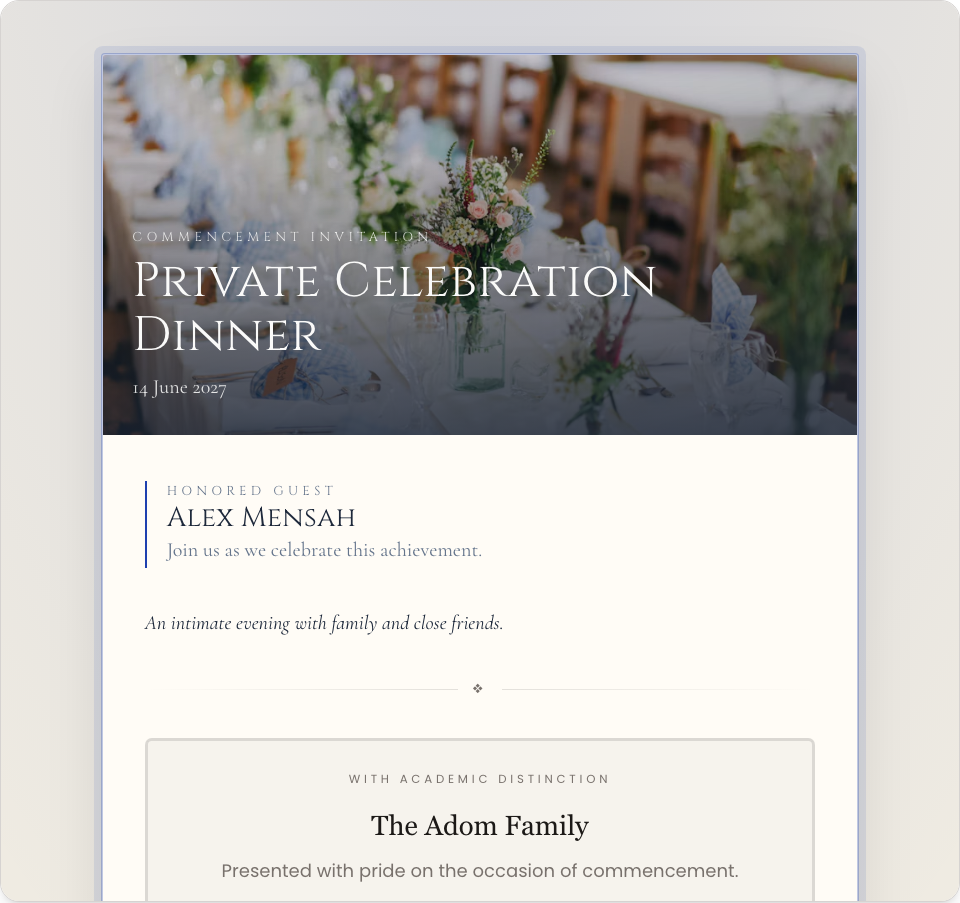 COMMENCEMENT INVITATION
PRIVATE CELEBRATION
DINNER
14 June 2027
HONORED GUEST
ALEX MENSAH
Join us as we celebrate this achievement.
An intimate evening with family and close friends.
WITH ACADEMIC DISTINCTION
The Adom Family
Presented with pride on the occasion of commencement.